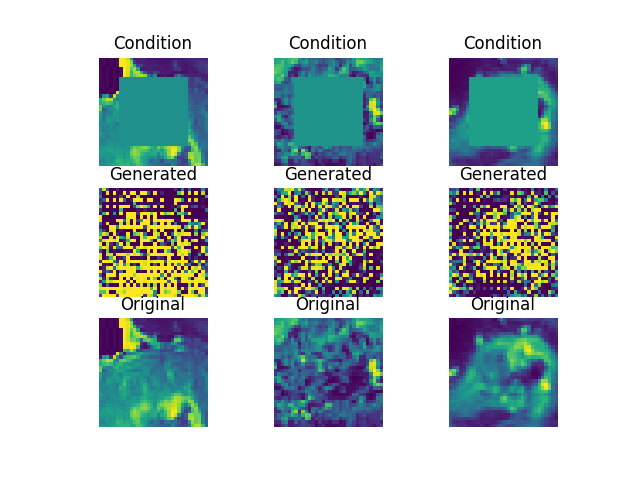 Condition Condition Condition
Generated Generated Generated
Original Original Original